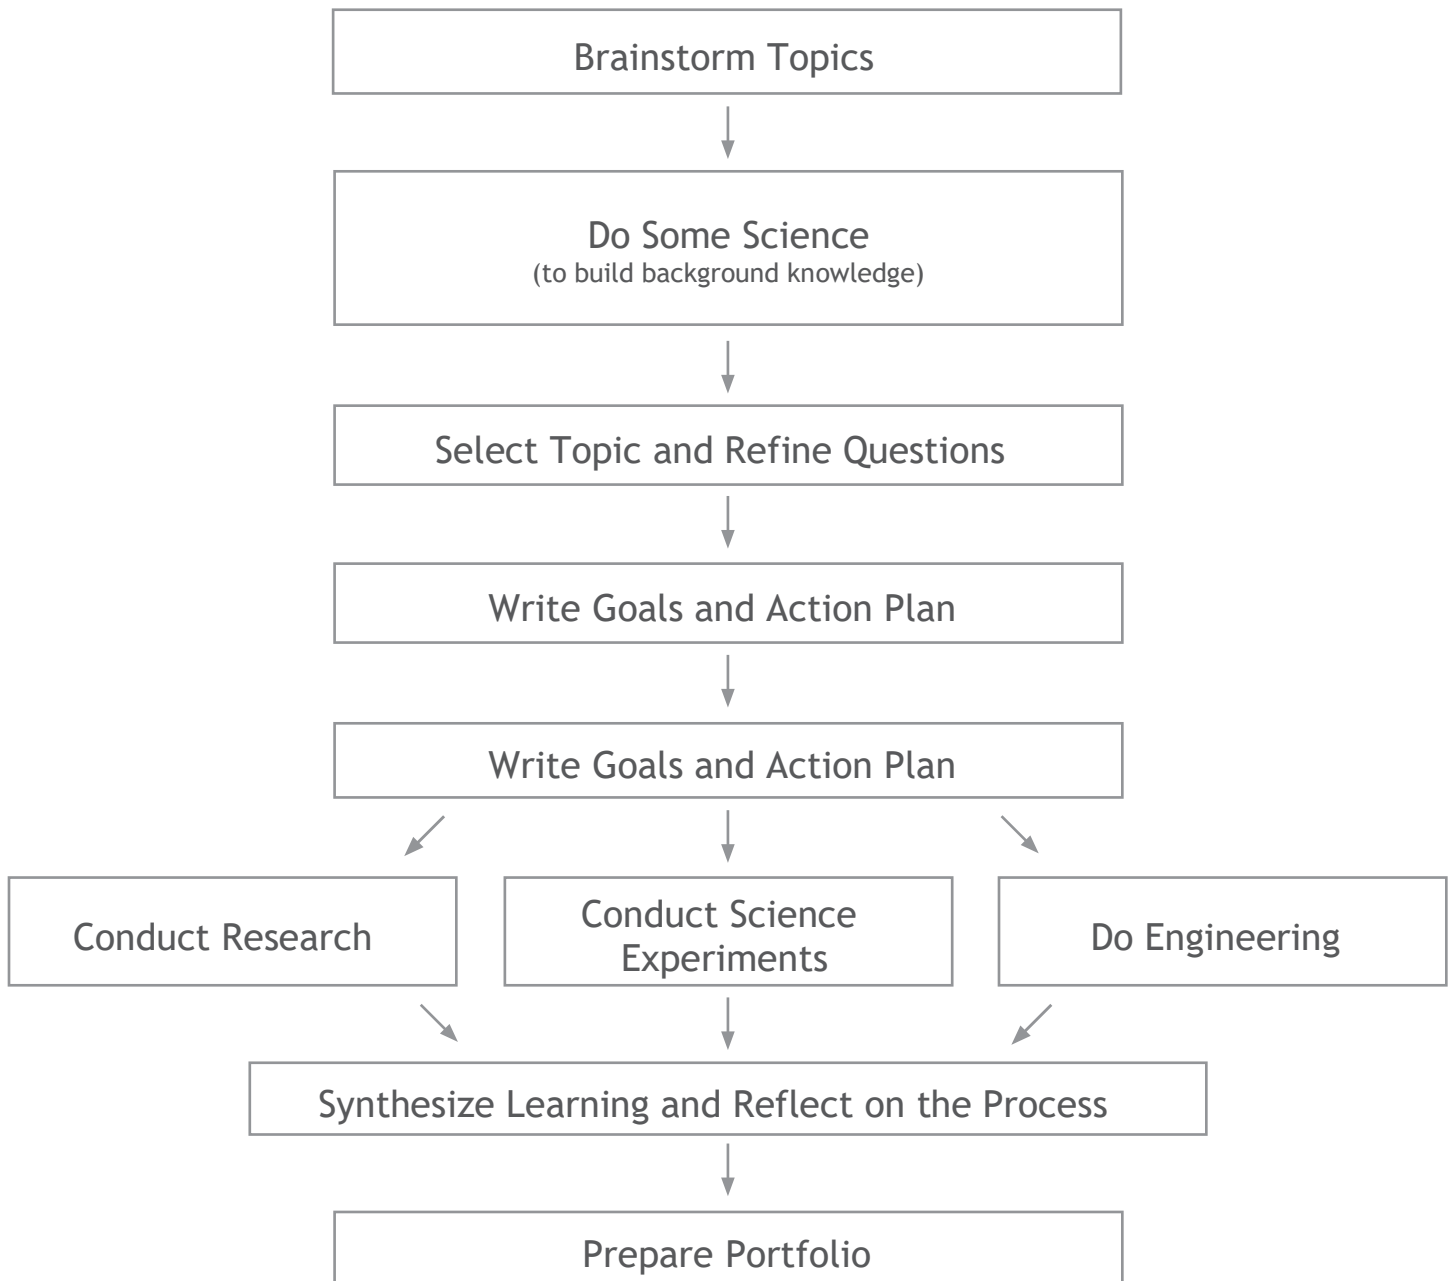 Brainstorm Topics
Do Some Science
(to build background knowledge)
Select Topic and Refine Questions
Write Goals and Action Plan
Write Goals and Action Plan
Conduct Research
Conduct Science
Experiments
Do Engineering
Synthesize Learning and Reflect on the Process
Prepare Portfolio